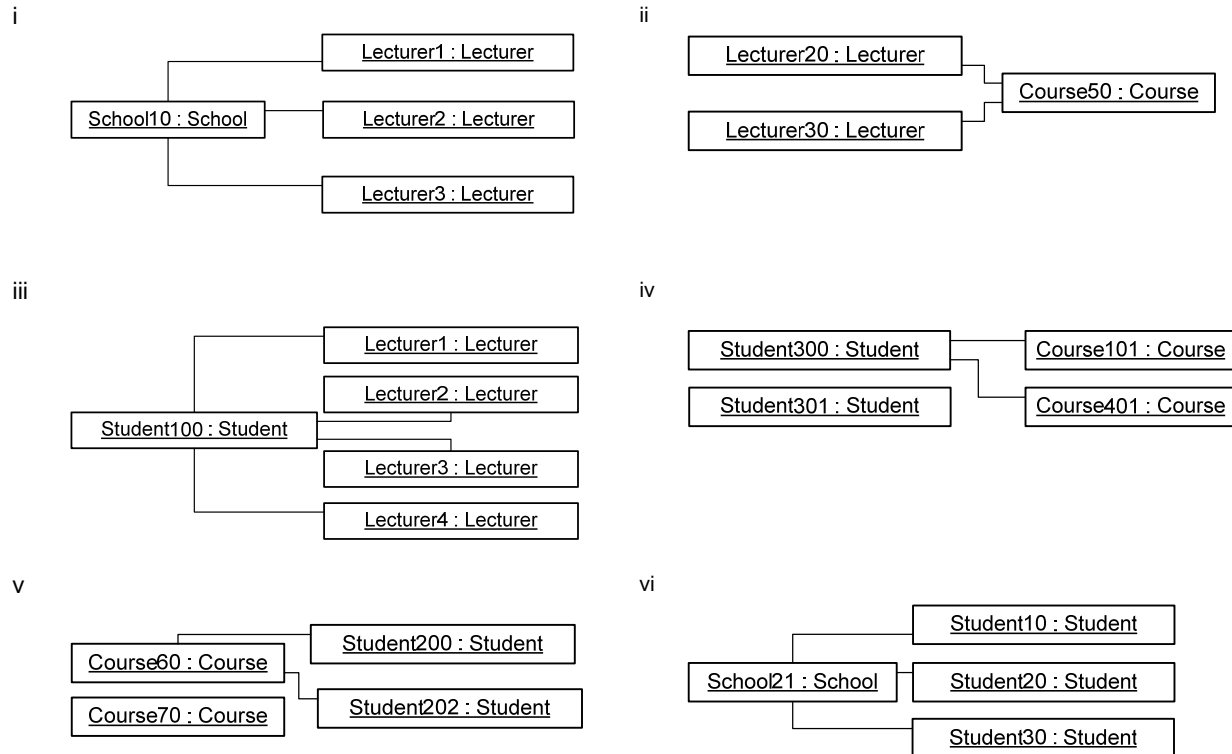 i
Lecturer1 : Lecturer
School10 : School
Lecturer2 : Lecturer
Lecturer3 : Lecturer
ii
Lecturer20 : Lecturer
Course50 : Course
Lecturer30 : Lecturer
iii
Lecturer1 : Lecturer
Lecturer2 : Lecturer
Student100 : Student
Lecturer3 : Lecturer
Lecturer4 : Lecturer
iv
Student300 : Student
Course101 : Course
Student301 : Student
Course401 : Course
v
Student200 : Student
Course60 : Course
Student202 : Student
Course70 : Course
vi
Student10 : Student
School21 : School
Student20 : Student
Student30 : Student